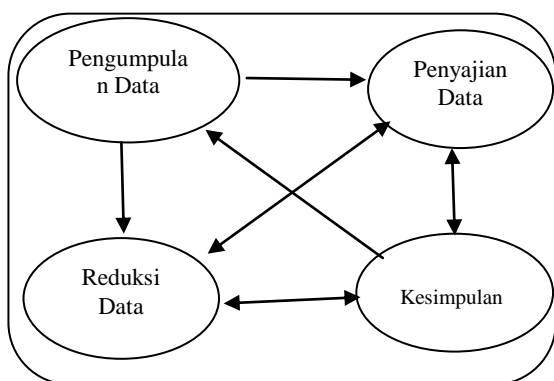 Pengumpula
n Data
Penyajian
Data
Reduksi
Data
Kesimpulan